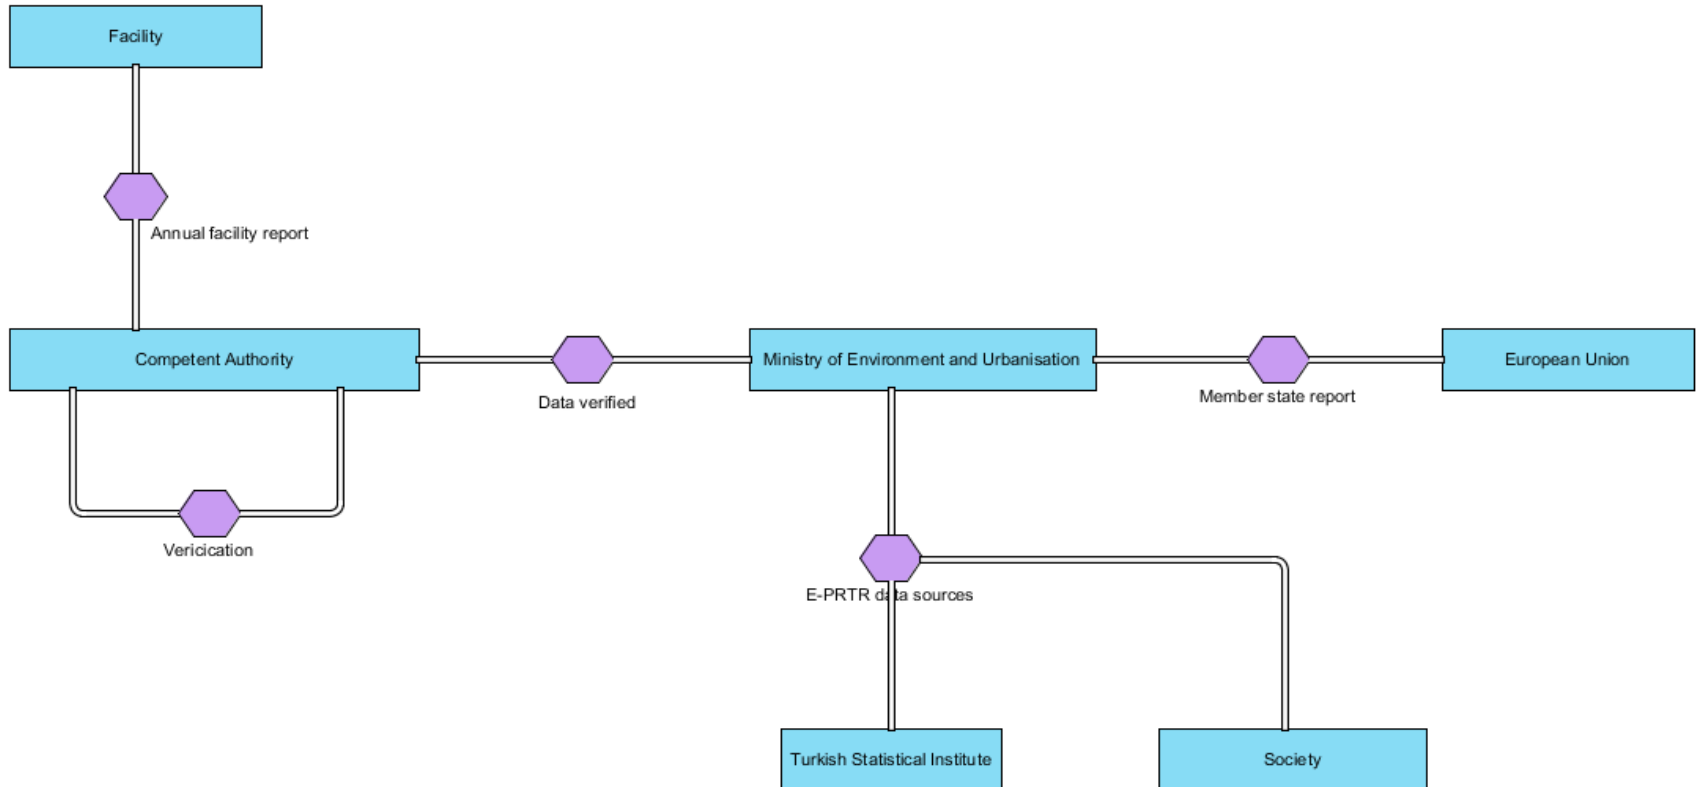 Facility
Annual facility report
Competent Authority
Data verified
Ministry of Environment and Urbanisation
Member state report
European Union
Vericication
E-PRTR data sources
Turkish Statistical Institute
Society